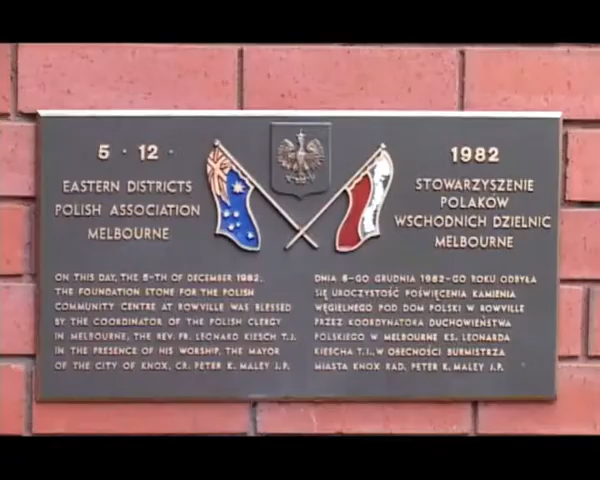 5 · 12 · 1982
EASTERN DISTRICTS
POLISH ASSOCIATION
MELBOURNE
STOWARZYSZENIE
POLAKÓW
WSCHODNICH DZIELNIC
MELBOURNE
ON THIS DAY, THE 5-TH OF DECEMBER 1982,
THE FOUNDATION STONE FOR THE POLISH
COMMUNITY CENTRE AT ROWVILLE WAS BLESSED
BY THE COORDINATOR OF THE POLISH CLERGY
IN MELBOURNE, THE REV. FR. LEONARD KIESCH T.J.
IN THE PRESENCE OF HIS WORSHIP, THE MAYOR
OF THE CITY OF KNOX, CR. PETER K. MALEY J.P.
DNIA 5-GO GRUDNIA 1982-GO ROKU ODBYŁA
SIĘ UROCZYSTOŚĆ POŚWIĘCENIA KAMIENIA
WĘGIELNEGO POD DOM POLSKI W ROWVILLE
PRZEZ KOORDYNATORA DUCHOWIEŃSTWA
POLSKIEGO W MELBOURNE KS. LEONARDA
KIESCHA T.J., W OBECNOŚCI BURMISTRZA
MIASTA KNOX RAD. PETER K. MALEY J.P.